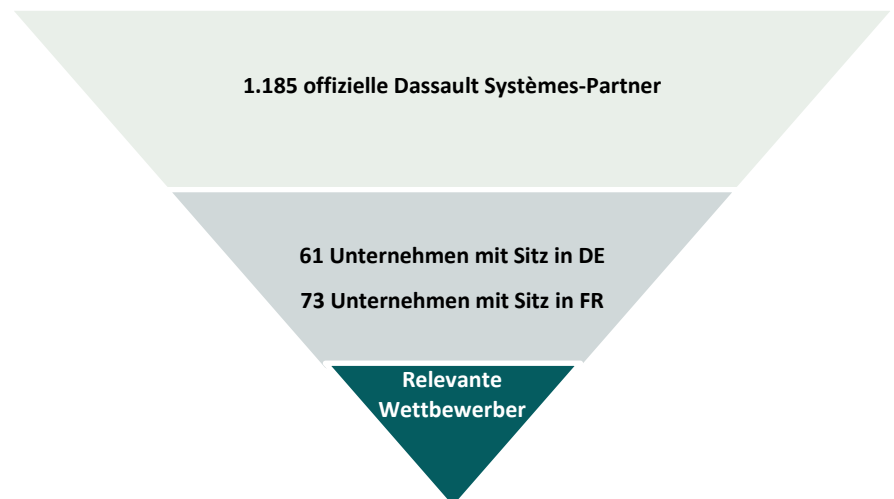 1.185 offizielle Dassault Systèmes-Partner
61 Unternehmen mit Sitz in DE
73 Unternehmen mit Sitz in FR
Relevante
Wettbewerber